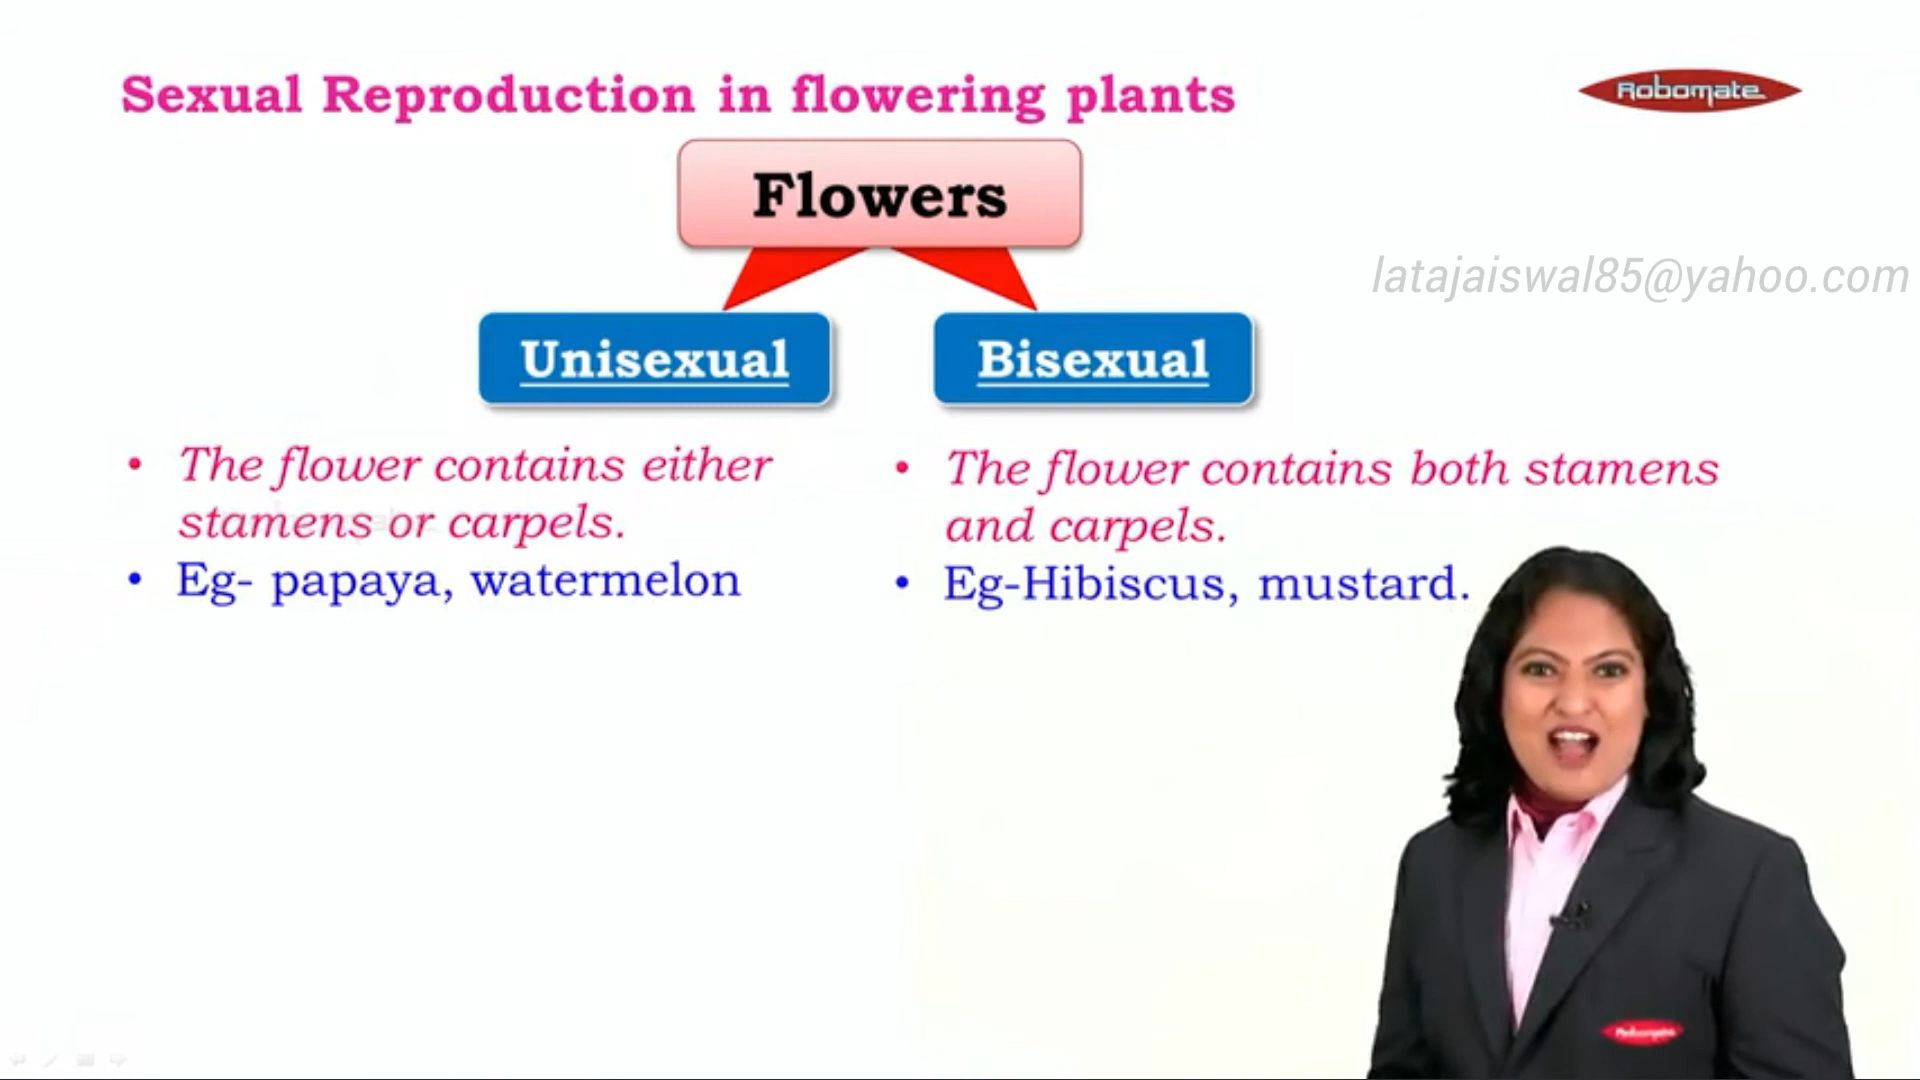 Sexual Reproduction in flowering plants
Robomate
Flowers
latajaiswal85@yahoo.com
Unisexual
Bisexual
• The flower contains either
stamens or carpels.
• Eg- papaya, watermelon
• The flower contains both stamens
and carpels.
• Eg-Hibiscus, mustard.
Robomate